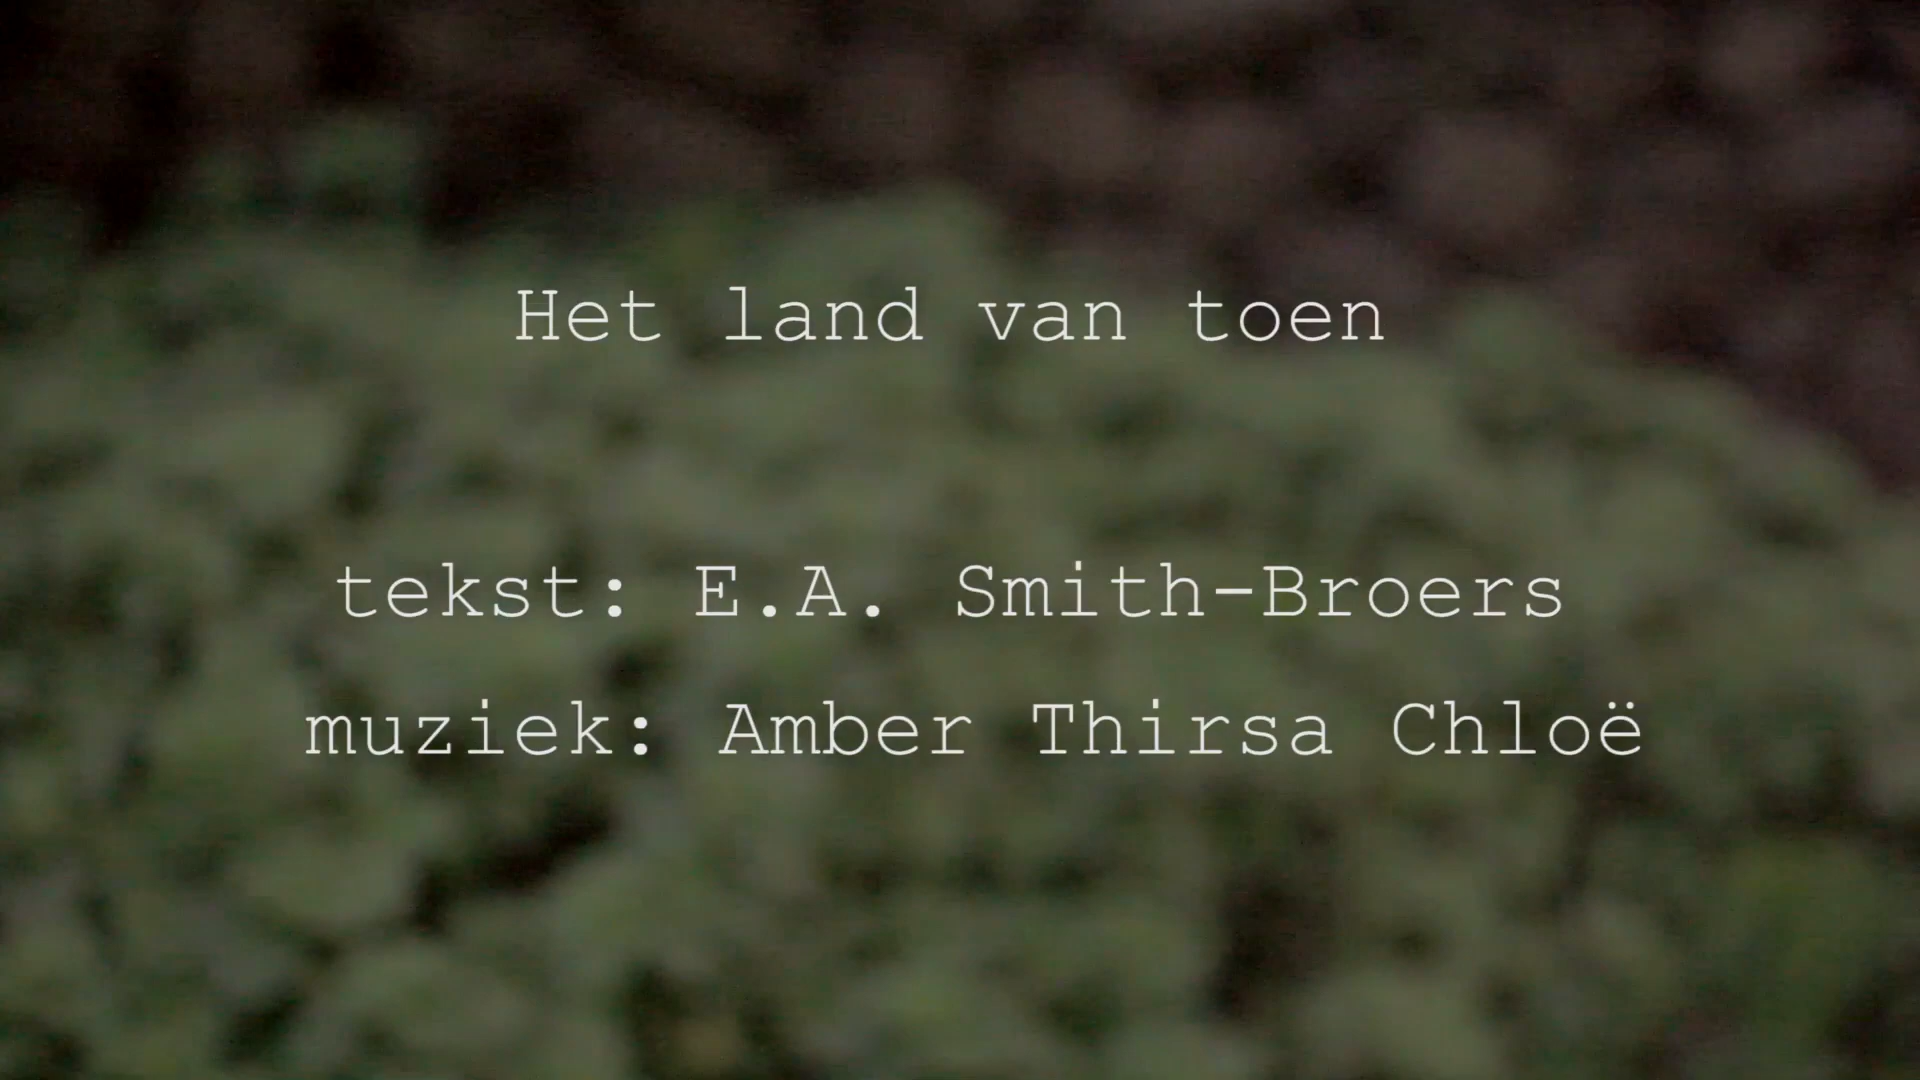 Het land van toen
tekst: E.A. Smith-Broers
muziek: Amber Thirsa Chloë